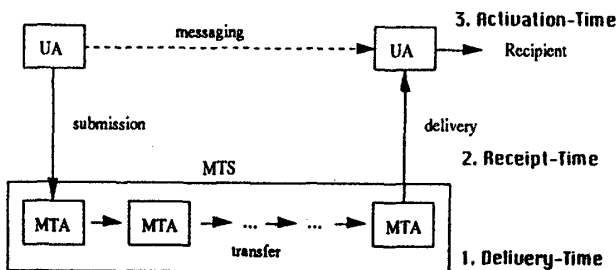 3. Activation-Time
UA
messaging
UA
Recipient
submission
delivery
MTS
2. Receipt-Time
MTA
MTA
...
...
MTA
transfer
1. Delivery-Time